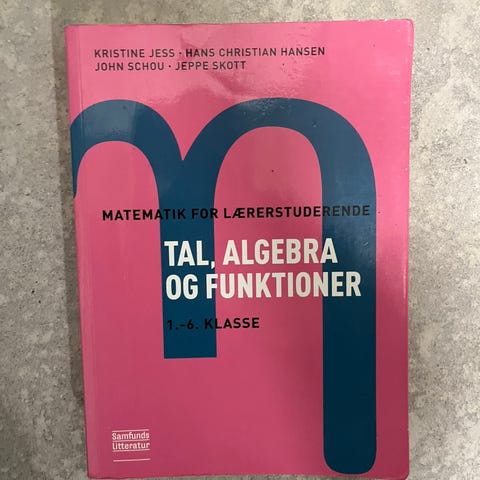 KRISTINE JESS · HANS CHRISTIAN HANSEN
JOHN SCHOU · JEPPE SKOTT
MATEMATIK FOR LÆRERSTUDERENDE
TAL, ALGEBRA
OG FUNKTIONER
1.-6. KLASSE
Samfunds
litteratur